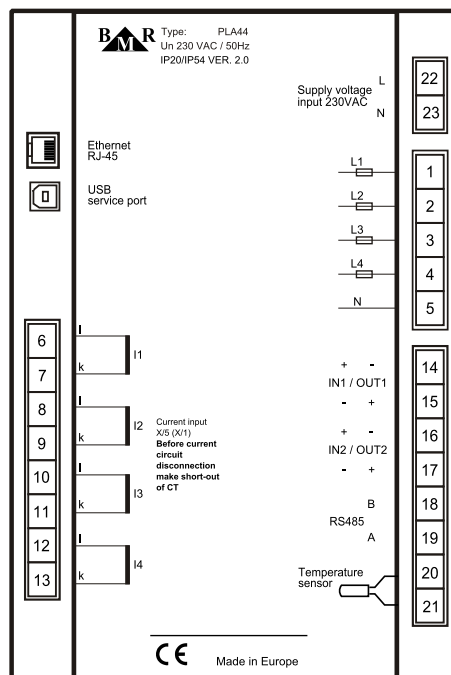 BMR
Type: PLA44
Un 230 VAC / 50Hz
IP20/IP54 VER. 2.0
Ethernet
RJ-45
USB
service port
Supply voltage
input 230VAC
L
N
22
23
L1
L2
L3
L4
N
1
2
3
4
5
6
7
8
9
10
11
12
13
l
k
I1
l
k
I2
l
k
I3
l
k
I4
Current input
X/5 (X/1)
Before current
circuit
disconnection
make short-out
of CT
+ -
IN1 / OUT1
- +
+ -
IN2 / OUT2
- +
B
RS485
A
Temperature
sensor
14
15
16
17
18
19
20
21
CE
Made in Europe